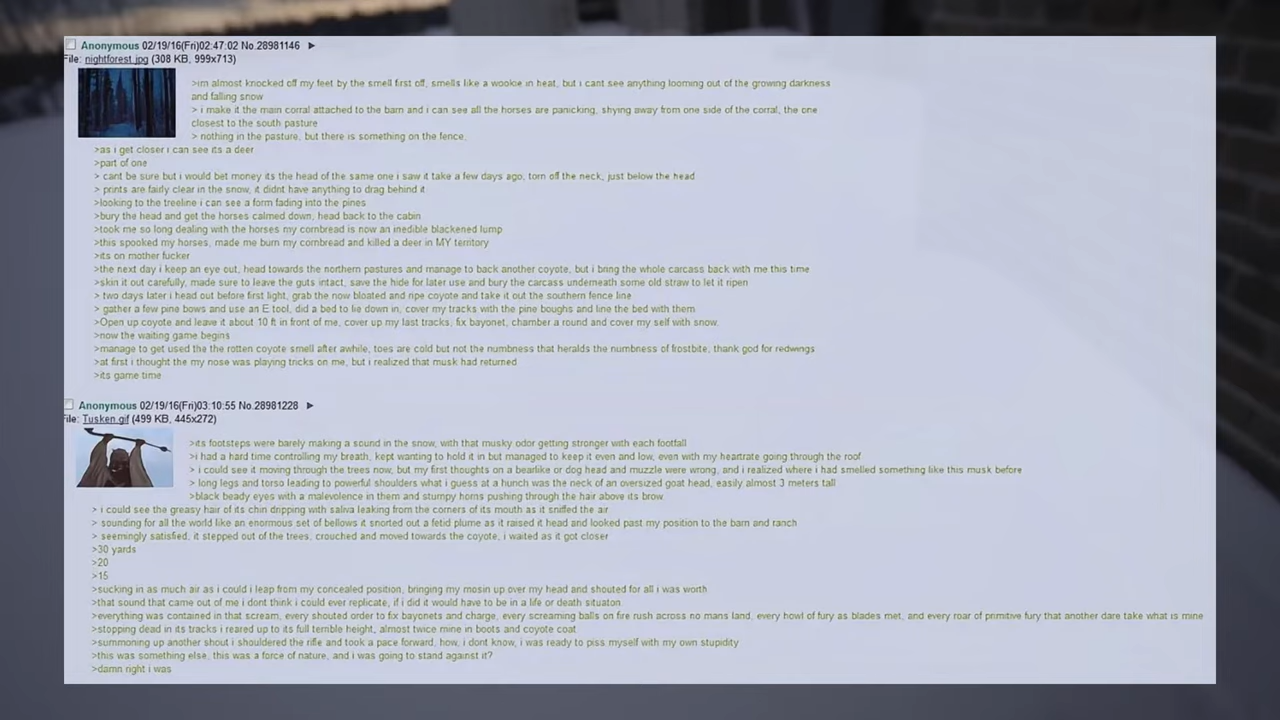 Anonymous 02/19/16(Fri)02:47:02 No.28981146 ►
File: nightforest.jpg (308 KB, 999x713)
>im almost knocked off my feet by the smell first off, smells like a wookie in heat, but i cant see anything looming out of the growing darkness
and falling snow
> i make it the main corral attached to the barn and i can see all the horses are panicking, shying away from one side of the corral, the one
closest to the south pasture
> nothing in the pasture, but there is something on the fence.
>as i get closer i can see its a deer
>part of one
> cant be sure but i would bet money its the head of the same one i saw it take a few days ago, torn off the neck, just below the head
> prints are fairly clear in the snow, it didnt have anything to drag behind it
>looking to the treeline i can see a form fading into the pines
>bury the head and get the horses calmed down, head back to the cabin
>took me so long dealing with the horses my cornbread is now an inedible blackened lump
>this spooked my horses, made me burn my cornbread and killed a deer in MY territory
>its on mother fucker
>the next day i keep an eye out, head towards the northern pastures and manage to back another coyote, but i bring the whole carcass back with me this time
>skin it out carefully, made sure to leave the guts intact, save the hide for later use and bury the carcass underneath some old straw to let it ripen
> two days later i head out before first light, grab the now bloated and ripe coyote and take it out the southern fence line
> gather a few pine bows and use an E tool, did a bed to lie down in, cover my tracks with the pine boughs and line the bed with them
>Open up coyote and leave it about 10 ft in front of me, cover up my last tracks, fix bayonet, chamber a round and cover my self with snow.
>now the waiting game begins
>manage to get used the the rotten coyote smell after awhile, toes are cold but not the numbness that heralds the numbness of frostbite, thank god for redwings
>at first i thought the my nose was playing tricks on me, but i realized that musk had returned
>its game time
Anonymous 02/19/16(Fri)03:10:55 No.28981228 ►
File: Tusken.gif (499 KB, 445x272)
>its footsteps were barely making a sound in the snow, with that musky odor getting stronger with each footfall
>i had a hard time controlling my breath, kept wanting to hold it in but managed to keep it even and low, even with my heartrate going through the roof
> i could see it moving through the trees now, but my first thoughts on a bearlike or dog head and muzzle were wrong, and i realized where i had smelled something like this musk before
> long legs and torso leading to powerful shoulders what i guess at a hunch was the neck of an oversized goat head, easily almost 3 meters tall
>black beady eyes with a malevolence in them and stumpy horns pushing through the hair above its brow.
> i could see the greasy hair of its chin dripping with saliva leaking from the corners of its mouth as it sniffed the air
> sounding for all the world like an enormous set of bellows it snorted out a fetid plume as it raised it head and looked past my position to the barn and ranch
> seemingly satisfied, it stepped out of the trees, crouched and moved towards the coyote, i waited as it got closer
>30 yards
>20
>15
>sucking in as much air as i could i leap from my concealed position, bringing my mosin up over my head and shouted for all i was worth
>that sound that came out of me i dont think i could ever replicate, if i did it would have to be in a life or death situaton
>everything was contained in that scream, every shouted order to fix bayonets and charge, every screaming balls on fire rush across no mans land, every howl of fury as blades met, and every roar of primitive fury that another dare take what is mine
>stopping dead in its tracks i reared up to its full terrible height, almost twice mine in boots and coyote coat
>summoning up another shout i shouldered the rifle and took a pace forward, how, i dont know, i was ready to piss myself with my own stupidity
>this was something else, this was a force of nature, and i was going to stand against it?
>damn right i was